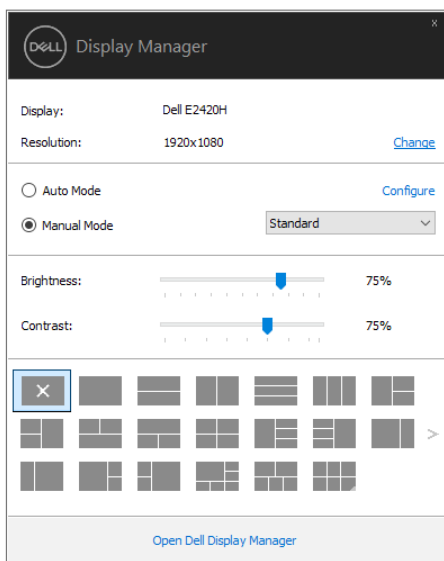 x
DELL Display Manager
Display: Dell E2420H
Resolution: 1920x1080 Change
Auto Mode Configure
Manual Mode Standard
Brightness: 75%
Contrast: 75%
Open Dell Display Manager